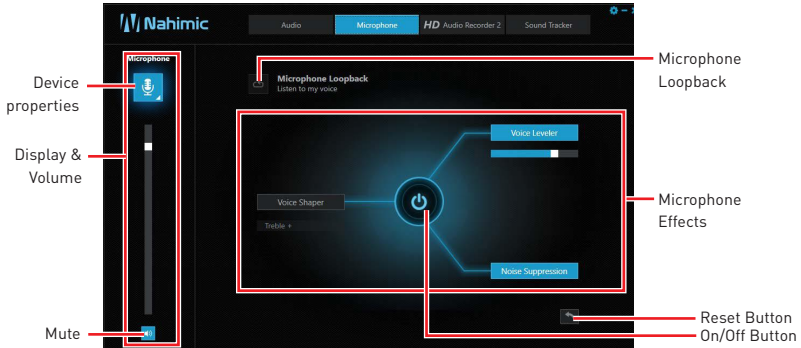 Nahimic
Audio
Microphone
HD Audio Recorder 2
Sound Tracker
Microphone
Microphone Loopback
Listen to my voice
Voice Leveler
Voice Shaper
Treble +
Noise Suppression
Device
properties
Display &
Volume
Mute
Microphone
Loopback
Microphone
Effects
Reset Button
On/Off Button